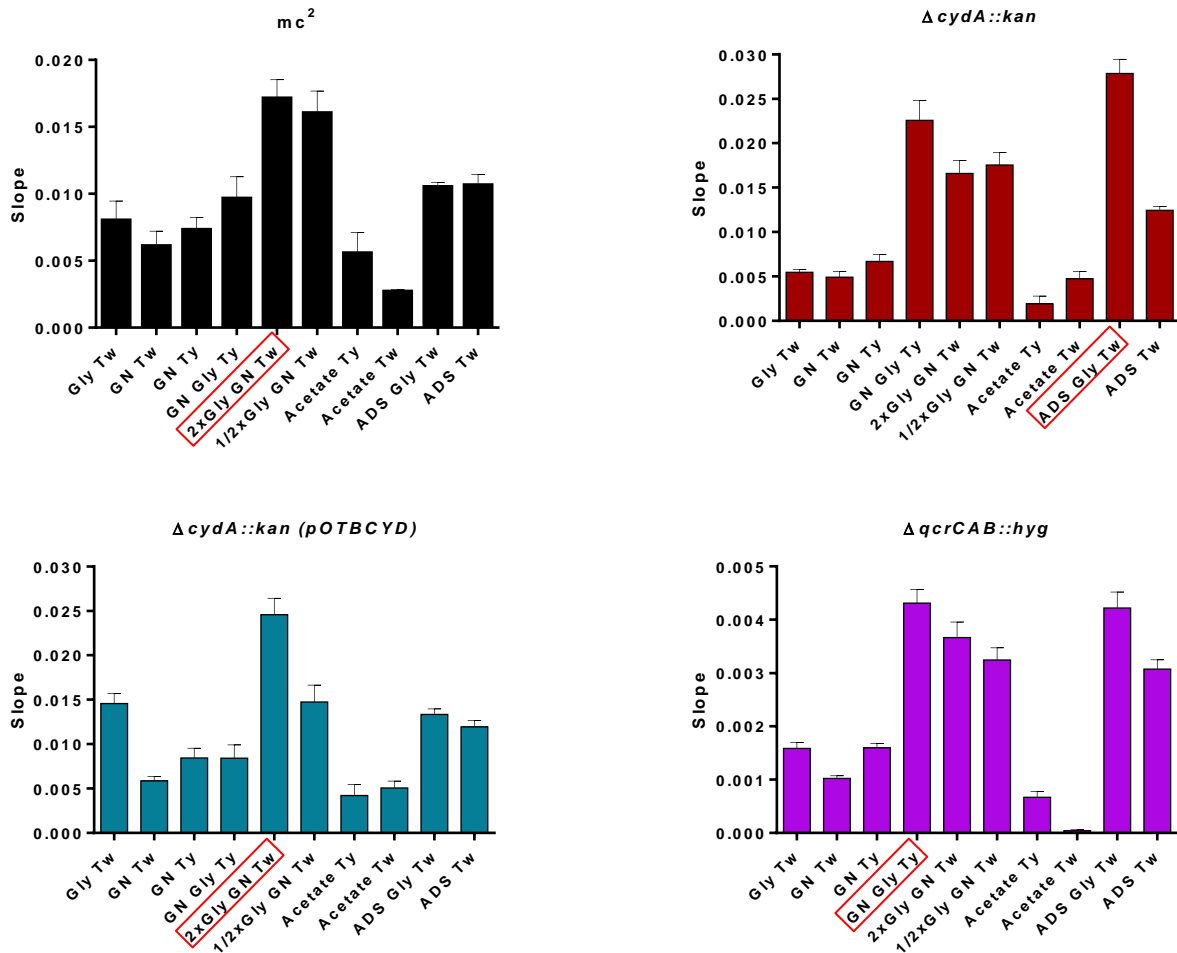 mc²
Slope
0.020
0.015
0.010
0.005
0.000
Gly Tw
GN Tw
GN Ty
GN Gly Ty
2xGly GN Tw
1/2xGly GN Tw
Acetate Ty
Acetate Tw
ADS Gly Tw
ADS Tw
Δ cydA::kan
Slope
0.030
0.025
0.020
0.015
0.010
0.005
0.000
Gly Tw
GN Tw
GN Ty
GN Gly Ty
2xGly GN Tw
1/2xGly GN Tw
Acetate Ty
Acetate Tw
ADS Gly Tw
ADS Tw
Δ cydA::kan (pOTBCYD)
Slope
0.030
0.025
0.020
0.015
0.010
0.005
0.000
Gly Tw
GN Tw
GN Ty
GN Gly Ty
2xGly GN Tw
1/2xGly GN Tw
Acetate Ty
Acetate Tw
ADS Gly Tw
ADS Tw
Δ qcrCAB::hyg
Slope
0.005
0.004
0.003
0.002
0.001
0.000
Gly Tw
GN Tw
GN Ty
GN Gly Ty
2xGly GN Tw
1/2xGly GN Tw
Acetate Ty
Acetate Tw
ADS Gly Tw
ADS Tw